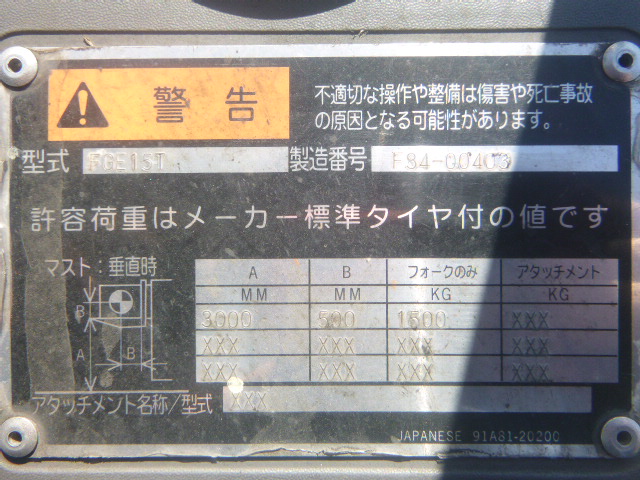 警告
不適切な操作や整備は傷害や死亡事故
の原因となる可能性があります。
型式 FGE15T 製造番号 F34-00403
許容荷重はメーカー標準タイヤ付の値です
マスト：垂直時
A B フォークのみ アタッチメント
MM MM KG KG
3000 500 1500 XXX
XXX XXX XXX XXX
XXX XXX XXX XXX
B
A
B
アタッチメント名称/型式 XXX
JAPANESE 91A81-20200